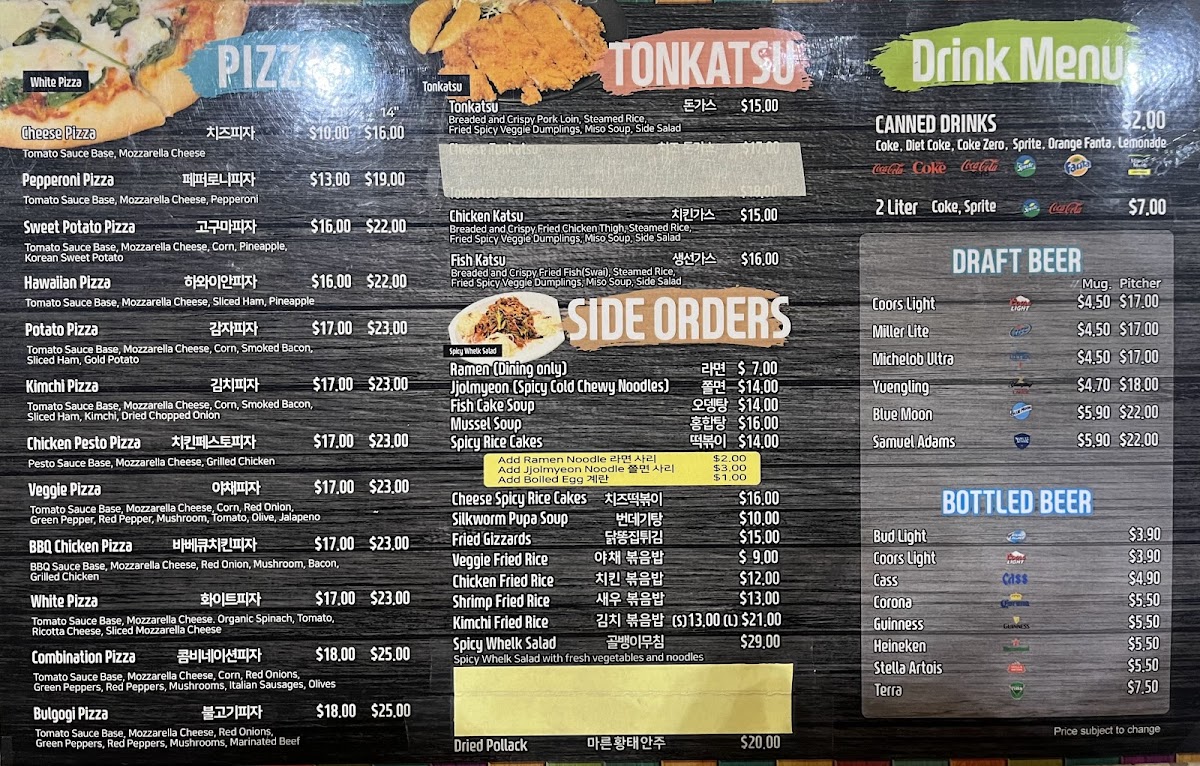 White Pizza
PIZZ
14"
Cheese Pizza 치즈피자 $10.00 $16.00
Tomato Sauce Base, Mozzarella Cheese
Pepperoni Pizza 페퍼로니피자 $13.00 $19.00
Tomato Sauce Base, Mozzarella Cheese, Pepperoni
Sweet Potato Pizza 고구마피자 $16.00 $22.00
Tomato Sauce Base, Mozzarella Cheese, Corn, Pineapple,
Korean Sweet Potato
Hawaiian Pizza 하와이안피자 $16.00 $22.00
Tomato Sauce Base, Mozzarella Cheese, Sliced Ham, Pineapple
Potato Pizza 감자피자 $17.00 $23.00
Tomato Sauce Base, Mozzarella Cheese, Corn, Smoked Bacon,
Sliced Ham, Gold Potato
Kimchi Pizza 김치피자 $17.00 $23.00
Tomato Sauce Base, Mozzarella Cheese, Corn, Smoked Bacon,
Sliced Ham, Kimchi, Dried Chopped Onion
Chicken Pesto Pizza 치킨페스토피자 $17.00 $23.00
Pesto Sauce Base, Mozzarella Cheese, Grilled Chicken
Veggie Pizza 야채피자 $17.00 $23.00
Tomato Sauce Base, Mozzarella Cheese, Corn, Red Onion,
Green Pepper, Red Pepper, Mushroom, Tomato, Olive, Jalapeno
BBQ Chicken Pizza 바베큐치킨피자 $17.00 $23.00
BBQ Sauce Base, Mozzarella Cheese, Red Onion, Mushroom, Bacon,
Grilled Chicken
White Pizza 화이트피자 $17.00 $23.00
Tomato Sauce Base, Mozzarella Cheese. Organic Spinach, Tomato,
Ricotta Cheese, Sliced Mozzarella Cheese
Combination Pizza 콤비네이션피자 $18.00 $25.00
Tomato Sauce Base, Mozzarella Cheese, Corn, Red Onions,
Green Peppers, Red Peppers, Mushrooms, Italian Sausages, Olives
Bulgogi Pizza 불고기피자 $18.00 $25.00
Tomato Sauce Base, Mozzarella Cheese, Red Onions,
Green Peppers, Red Peppers, Mushrooms, Marinated Beef
Tonkatsu
TONKATSU
Tonkatsu 돈가스 $15.00
Breaded and Crispy Pork Loin, Steamed Rice,
Fried Spicy Veggie Dumplings, Miso Soup, Side Salad
Tonkatsu + Cheese Tonkatsu
Chicken Katsu 치킨가스 $15.00
Breaded and Crispy Fried Chicken Thigh, Steamed Rice,
Fried Spicy Veggie Dumplings, Miso Soup, Side Salad
Fish Katsu 생선가스 $16.00
Breaded and Crispy Fried Fish(Swai), Steamed Rice,
Fried Spicy Veggie Dumplings, Miso Soup, Side Salad
Spicy Whelk Salad
SIDE ORDERS
Ramen (Dining only) 라면 $ 7.00
Jjolmyeon (Spicy Cold Chewy Noodles) 쫄면 $14.00
Fish Cake Soup 오뎅탕 $14.00
Mussel Soup 홍합탕 $16.00
Spicy Rice Cakes 떡볶이 $14.00
Add Ramen Noodle 라면 사리 $2.00
Add Jjolmyeon Noodle 쫄면 사리 $3.00
Add Boiled Egg 계란 $1.00
Cheese Spicy Rice Cakes 치즈떡볶이 $16.00
Silkworm Pupa Soup 번데기탕 $10.00
Fried Gizzards 닭똥집튀김 $15.00
Veggie Fried Rice 야채 볶음밥 $ 9.00
Chicken Fried Rice 치킨 볶음밥 $12.00
Shrimp Fried Rice 새우 볶음밥 $13.00
Kimchi Fried Rice 김치 볶음밥 (S)13.00 (L) $21.00
Spicy Whelk Salad 골뱅이무침 $29.00
Spicy Whelk Salad with fresh vegetables and noodles
Dried Pollack 마른황태안주 $20.00
Drink Menu
CANNED DRINKS $2.00
Coke, Diet Coke, Coke Zero, Sprite, Orange Fanta, Lemonade
Coca-Cola Coke Coca-Cola Sprite Fanta
2 Liter Coke, Sprite Sprite Coca-Cola $7.00
DRAFT BEER
Mug. Pitcher
Coors Light Coors LIGHT $4.50 $17.00
Miller Lite $4.50 $17.00
Michelob Ultra $4.50 $17.00
Yuengling $4.70 $18.00
Blue Moon $5.90 $22.00
Samuel Adams $5.90 $22.00
BOTTLED BEER
Bud Light $3.90
Coors Light Coors LIGHT $3.90
Cass Cass $4.90
Corona Corona $5.50
Guinness GUINNESS $5.50
Heineken $5.50
Stella Artois $5.50
Terra $7.50
Price subject to change